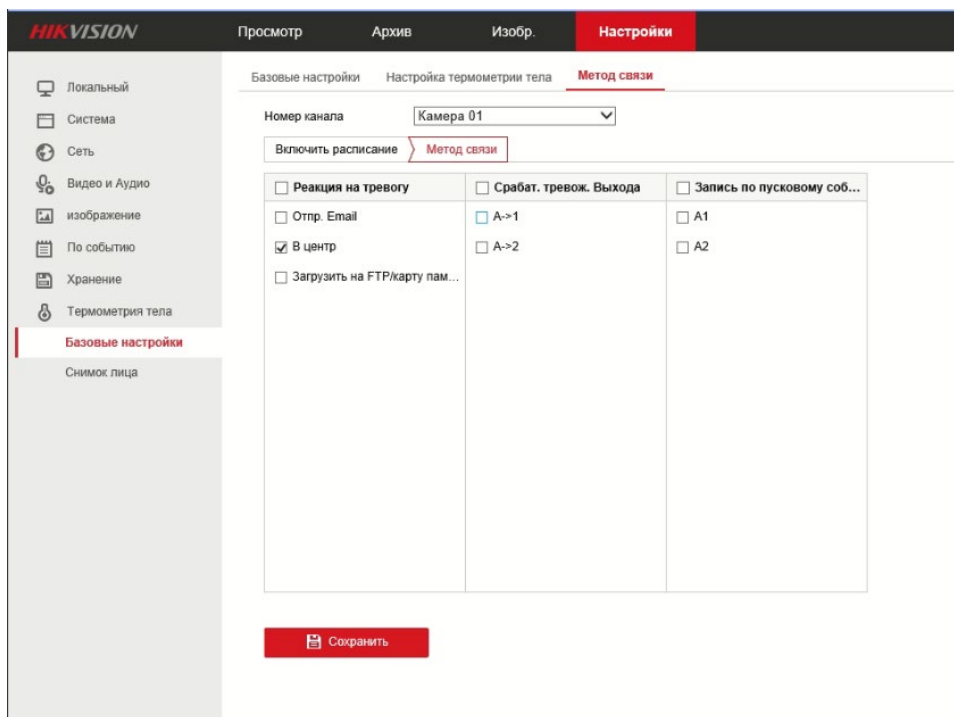 HIKVISION Просмотр Архив Изобр. Настройки
Локальный
Система
Сеть
Видео и Аудио
изображение
По событию
Хранение
Термометрия тела
Базовые настройки
Снимок лица
Базовые настройки Настройка термометрии тела Метод связи
Номер канала Камера 01
Включить расписание Метод связи
Реакция на тревогу Срабат. тревож. Выхода Запись по пусковому соб...
Отпр. Email A->1 A1
В центр A->2 A2
Загрузить на FTP/карту пам...
Сохранить